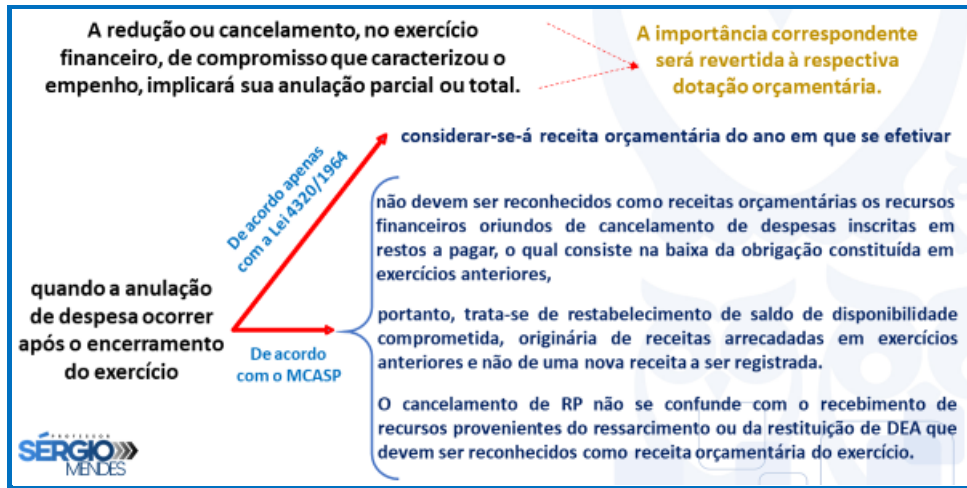 A redução ou cancelamento, no exercício
financeiro, de compromisso que caracterizou o
empenho, implicará sua anulação parcial ou total.
A importância correspondente
será revertida à respectiva
dotação orçamentária.
considerar-se-á receita orçamentária do ano em que se efetivar
De acordo apenas
com a Lei 4320/1964
não devem ser reconhecidos como receitas orçamentárias os recursos
financeiros oriundos de cancelamento de despesas inscritas em
restos a pagar, o qual consiste na baixa da obrigação constituída em
exercícios anteriores,
quando a anulação
de despesa ocorrer
após o encerramento
do exercício
De acordo
com o MCASP
portanto, trata-se de restabelecimento de saldo de disponibilidade
comprometida, originária de receitas arrecadadas em exercícios
anteriores e não de uma nova receita a ser registrada.
O cancelamento de RP não se confunde com o recebimento de
recursos provenientes do ressarcimento ou da restituição de DEA que
devem ser reconhecidos como receita orçamentária do exercício.
PROFESSOR
SÉRGIO
MENDES